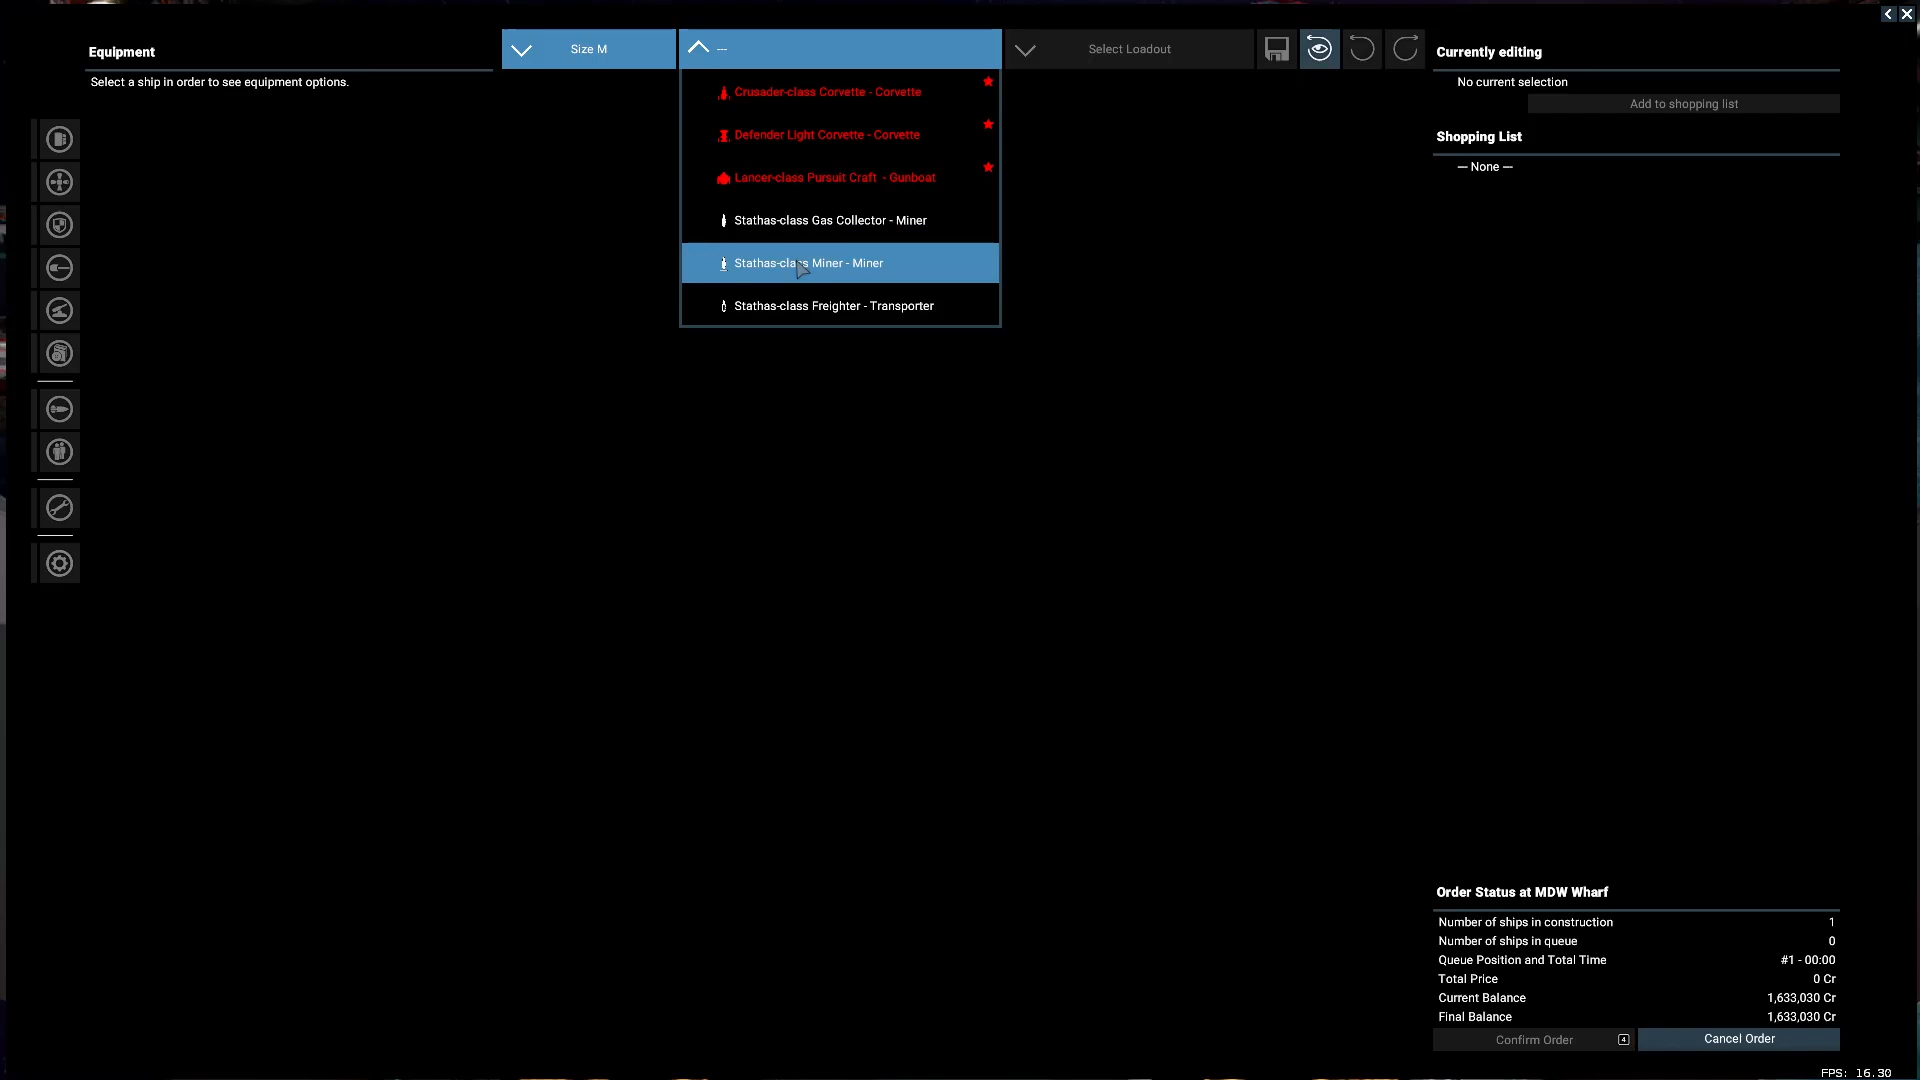 Equipment
Select a ship in order to see equipment options.
Size M
---
Select Loadout
Crusader-class Corvette - Corvette
Defender Light Corvette - Corvette
Lancer-class Pursuit Craft - Gunboat
Stathas-class Gas Collector - Miner
Stathas-class Miner - Miner
Stathas-class Freighter - Transporter
Currently editing
No current selection
Add to shopping list
Shopping List
— None —
Order Status at MDW Wharf
Number of ships in construction 1
Number of ships in queue 0
Queue Position and Total Time #1 - 00:00
Total Price 0 Cr
Current Balance 1,633,030 Cr
Final Balance 1,633,030 Cr
Confirm Order 4
Cancel Order
FPS: 16.30